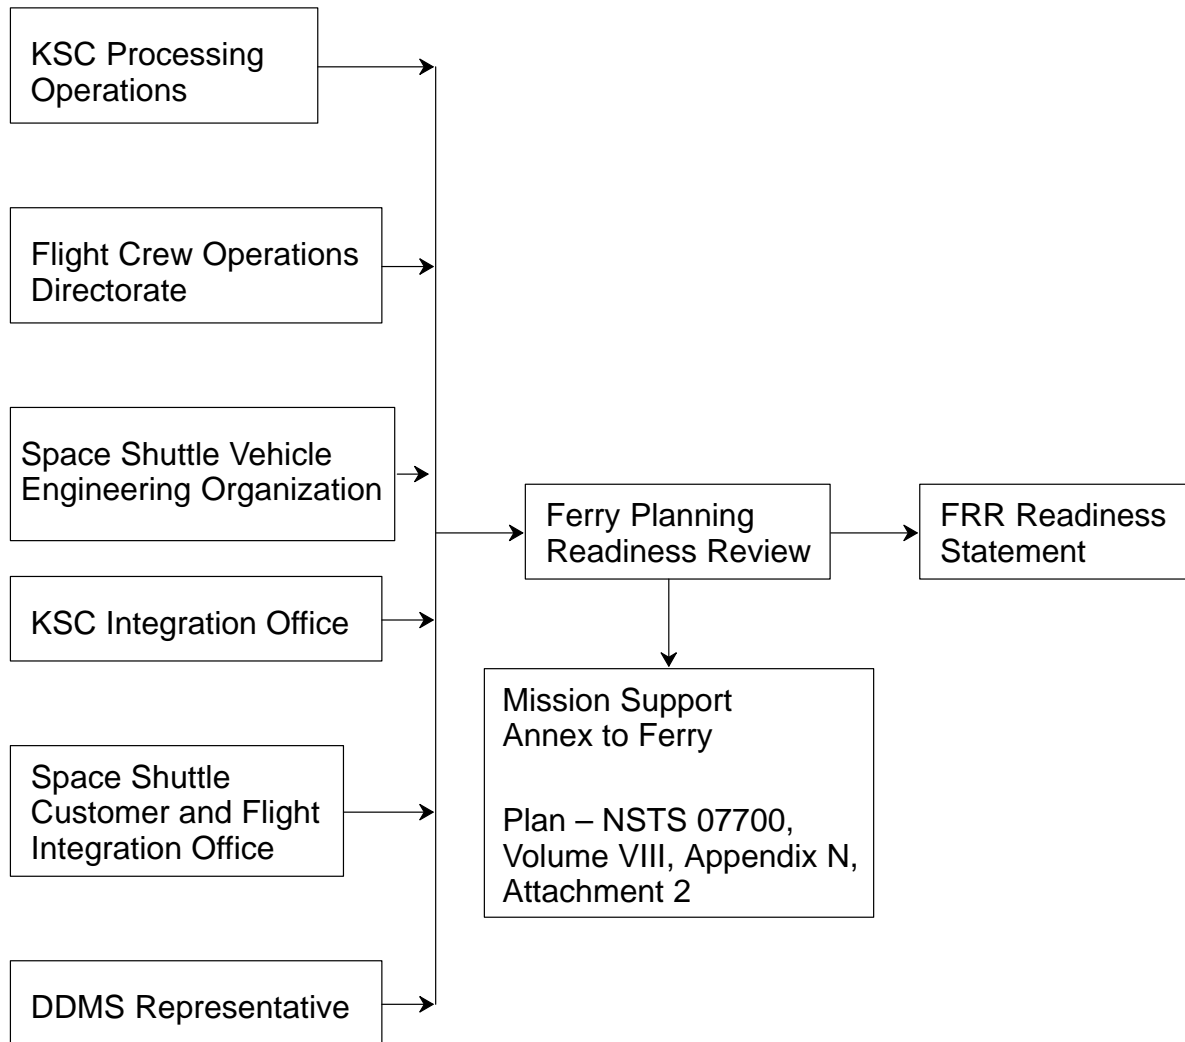 KSC Processing
Operations
Flight Crew Operations
Directorate
Space Shuttle Vehicle
Engineering Organization
KSC Integration Office
Space Shuttle
Customer and Flight
Integration Office
DDMS Representative
Ferry Planning
Readiness Review
FRR Readiness
Statement
Mission Support
Annex to Ferry
Plan – NSTS 07700,
Volume VIII, Appendix N,
Attachment 2